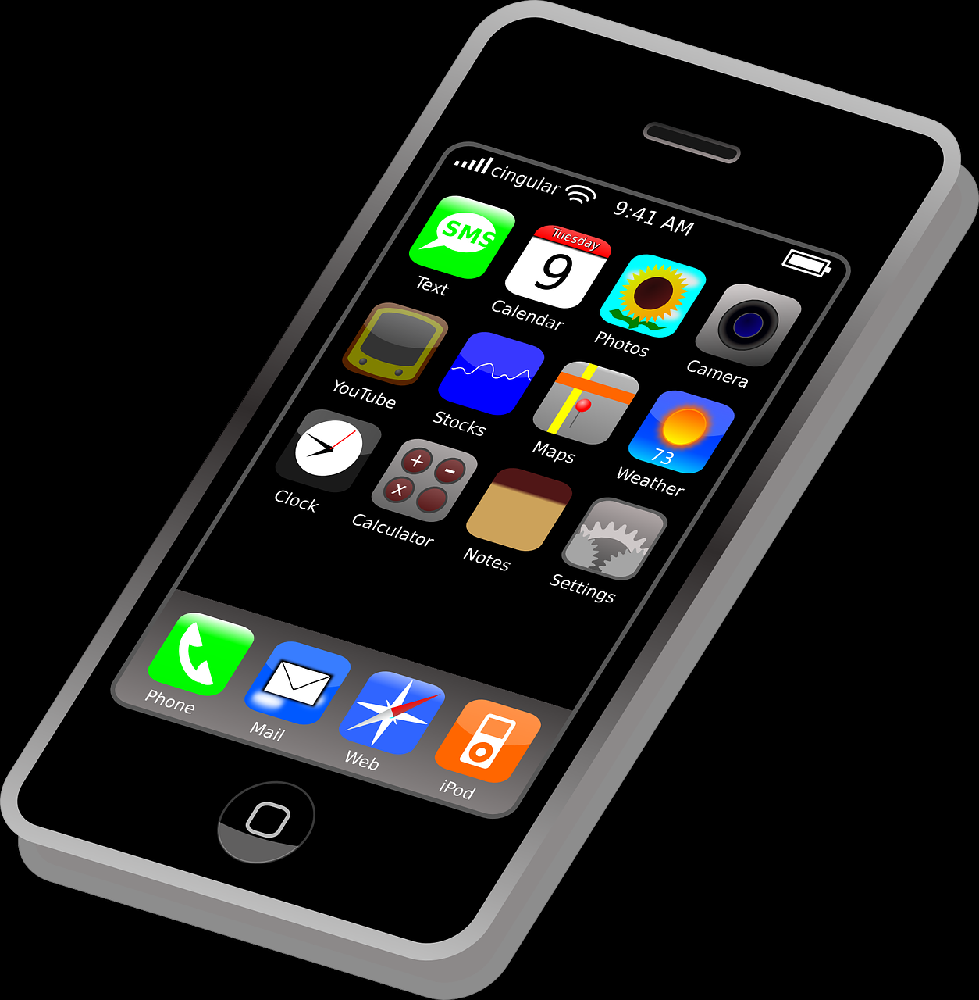 cingular 9:41 AM
SMS
Tuesday
9
Text
Calendar
Photos
Camera
YouTube
Stocks
Maps
73
Weather
+ -
x
Clock
Calculator
Notes
Settings
Phone
Mail
Web
iPod